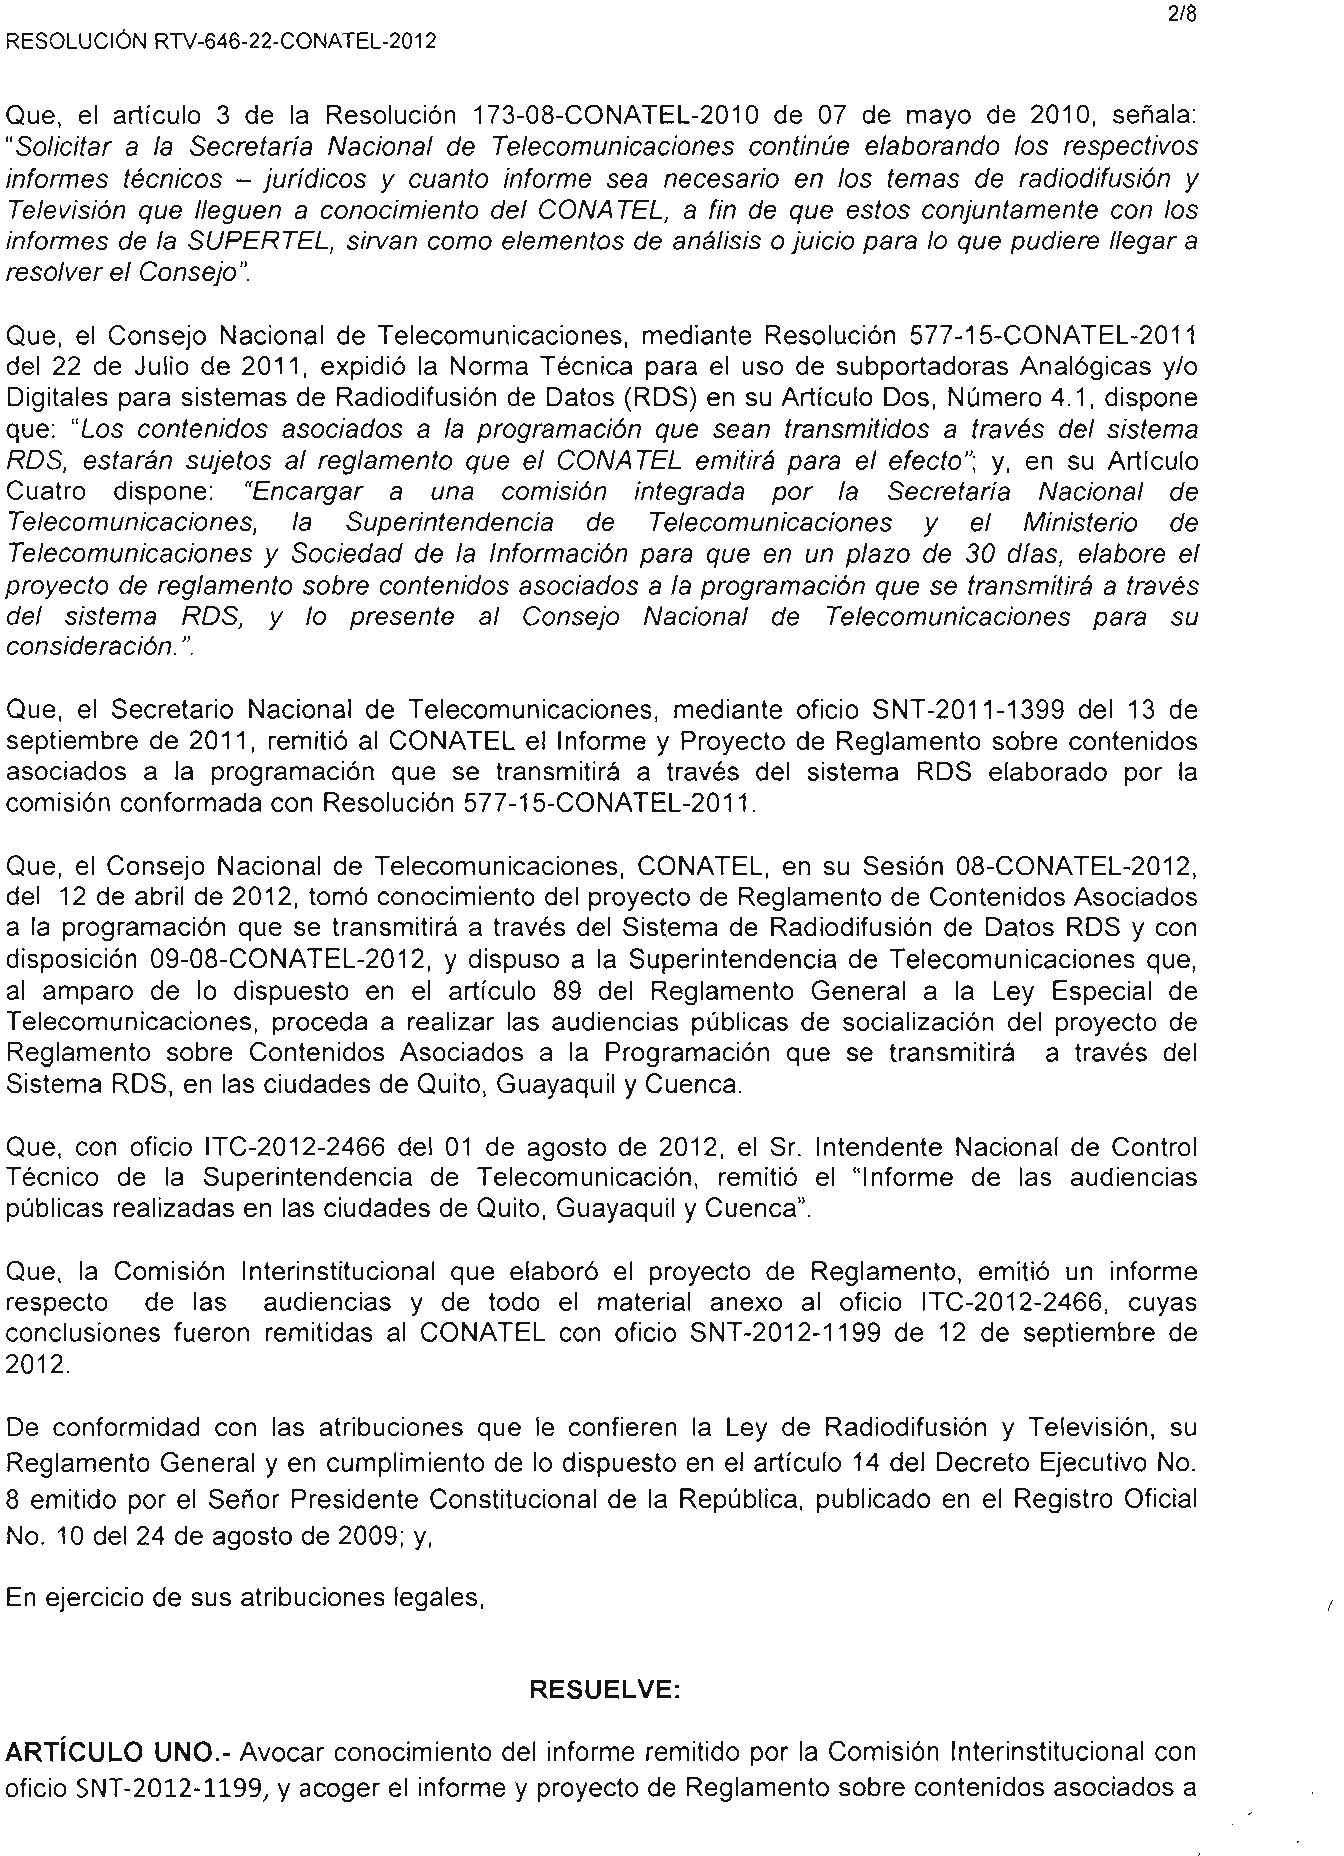 2/8
RESOLUCIÓN RTV-646-22-CONATEL-2012
Que, el artículo 3 de la Resolución 173-08-CONATEL-2010 de 07 de mayo de 2010, señala:
“Solicitar a la Secretaría Nacional de Telecomunicaciones continúe elaborando los respectivos
informes técnicos – jurídicos y cuanto informe sea necesario en los temas de radiodifusión y
Televisión que lleguen a conocimiento del CONATEL, a fin de que estos conjuntamente con los
informes de la SUPERTEL, sirvan como elementos de análisis o juicio para lo que pudiere llegar a
resolver el Consejo”.
Que, el Consejo Nacional de Telecomunicaciones, mediante Resolución 577-15-CONATEL-2011
del 22 de Julio de 2011, expidió la Norma Técnica para el uso de subportadoras Analógicas y/o
Digitales para sistemas de Radiodifusión de Datos (RDS) en su Artículo Dos, Número 4.1, dispone
que: “Los contenidos asociados a la programación que sean transmitidos a través del sistema
RDS, estarán sujetos al reglamento que el CONATEL emitirá para el efecto”; y, en su Artículo
Cuatro dispone: “Encargar a una comisión integrada por la Secretaría Nacional de
Telecomunicaciones, la Superintendencia de Telecomunicaciones y el Ministerio de
Telecomunicaciones y Sociedad de la Información para que en un plazo de 30 días, elabore el
proyecto de reglamento sobre contenidos asociados a la programación que se transmitirá a través
del sistema RDS, y lo presente al Consejo Nacional de Telecomunicaciones para su
consideración.”.
Que, el Secretario Nacional de Telecomunicaciones, mediante oficio SNT-2011-1399 del 13 de
septiembre de 2011, remitió al CONATEL el Informe y Proyecto de Reglamento sobre contenidos
asociados a la programación que se transmitirá a través del sistema RDS elaborado por la
comisión conformada con Resolución 577-15-CONATEL-2011.
Que, el Consejo Nacional de Telecomunicaciones, CONATEL, en su Sesión 08-CONATEL-2012,
del 12 de abril de 2012, tomó conocimiento del proyecto de Reglamento de Contenidos Asociados
a la programación que se transmitirá a través del Sistema de Radiodifusión de Datos RDS y con
disposición 09-08-CONATEL-2012, y dispuso a la Superintendencia de Telecomunicaciones que,
al amparo de lo dispuesto en el artículo 89 del Reglamento General a la Ley Especial de
Telecomunicaciones, proceda a realizar las audiencias públicas de socialización del proyecto de
Reglamento sobre Contenidos Asociados a la Programación que se transmitirá a través del
Sistema RDS, en las ciudades de Quito, Guayaquil y Cuenca.
Que, con oficio ITC-2012-2466 del 01 de agosto de 2012, el Sr. Intendente Nacional de Control
Técnico de la Superintendencia de Telecomunicación, remitió el “Informe de las audiencias
públicas realizadas en las ciudades de Quito, Guayaquil y Cuenca”.
Que, la Comisión Interinstitucional que elaboró el proyecto de Reglamento, emitió un informe
respecto de las audiencias y de todo el material anexo al oficio ITC-2012-2466, cuyas
conclusiones fueron remitidas al CONATEL con oficio SNT-2012-1199 de 12 de septiembre de
2012.
De conformidad con las atribuciones que le confieren la Ley de Radiodifusión y Televisión, su
Reglamento General y en cumplimiento de lo dispuesto en el artículo 14 del Decreto Ejecutivo No.
8 emitido por el Señor Presidente Constitucional de la República, publicado en el Registro Oficial
No. 10 del 24 de agosto de 2009; y,
En ejercicio de sus atribuciones legales,
RESUELVE:
ARTÍCULO UNO.- Avocar conocimiento del informe remitido por la Comisión Interinstitucional con
oficio SNT-2012-1199, y acoger el informe y proyecto de Reglamento sobre contenidos asociados a